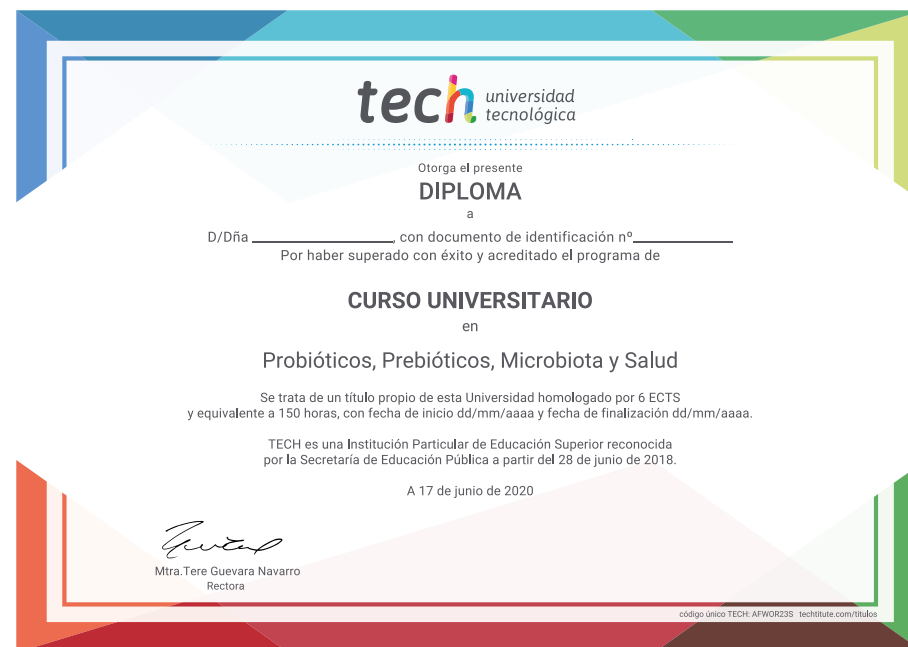 tech universidad
tecnológica
Otorga el presente
DIPLOMA
a
D/Dña ____________________, con documento de identificación nº______________
Por haber superado con éxito y acreditado el programa de
CURSO UNIVERSITARIO
en
Probióticos, Prebióticos, Microbiota y Salud
Se trata de un título propio de esta Universidad homologado por 6 ECTS
y equivalente a 150 horas, con fecha de inicio dd/mm/aaaa y fecha de finalización dd/mm/aaaa.
TECH es una Institución Particular de Educación Superior reconocida
por la Secretaría de Educación Pública a partir del 28 de junio de 2018.
A 17 de junio de 2020
Mtra.Tere Guevara Navarro
Rectora
código único TECH: AFWOR23S techtitute.com/titulos